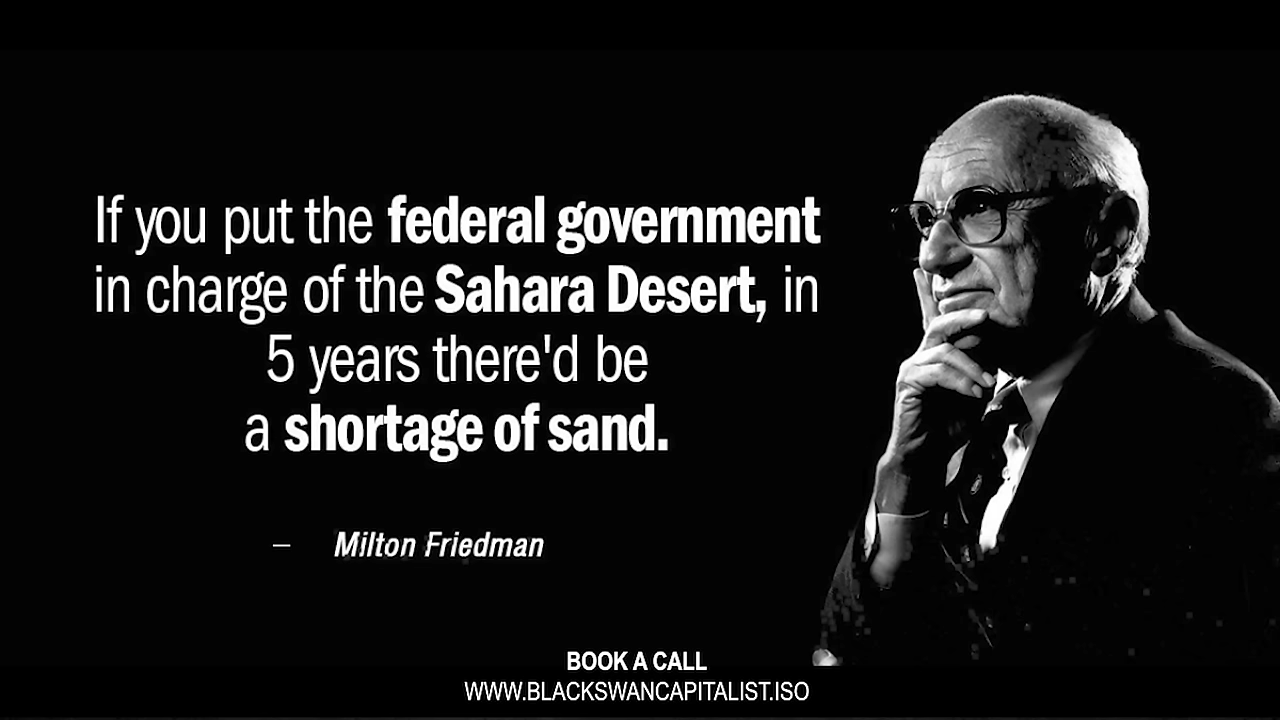 If you put the federal government
in charge of the Sahara Desert, in
5 years there'd be
a shortage of sand.
– Milton Friedman
BOOK A CALL
WWW.BLACKSWANCAPITALIST.ISO